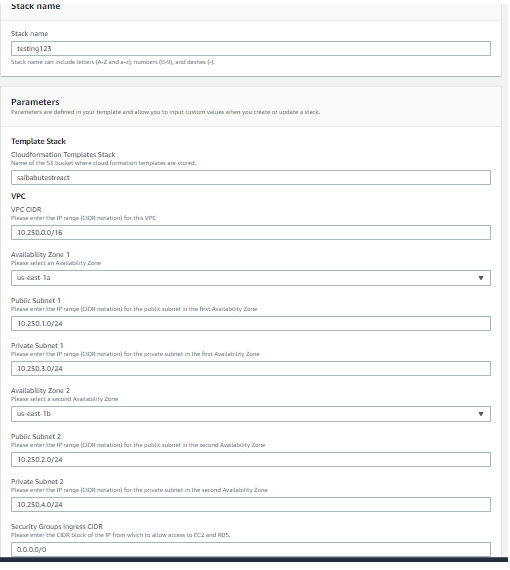 Stack name
Stack name
testing123
Stack name can include letters (A-Z and a-z), numbers (0-9), and dashes (-).
Parameters
Parameters are defined in your template and allow you to input custom values when you create or update a stack.
Template Stack
Cloudformation Templates Stack
Name of the S3 bucket where cloud formation templates are stored.
saibabutestreact
VPC
VPC CIDR
Please enter the IP range (CIDR notation) for this VPC
10.250.0.0/16
Availability Zone 1
Please select an Availability Zone
us-east-1a
Public Subnet 1
Please enter the IP range (CIDR notation) for the public subnet in the first Availability Zone
10.250.1.0/24
Private Subnet 1
Please enter the IP range (CIDR notation) for the private subnet in the first Availability Zone
10.250.3.0/24
Availability Zone 2
Please select a second Availability Zone
us-east-1b
Public Subnet 2
Please enter the IP range (CIDR notation) for the public subnet in the second Availability Zone
10.250.2.0/24
Private Subnet 2
Please enter the IP range (CIDR notation) for the private subnet in the second Availability Zone
10.250.4.0/24
Security Groups Ingress CIDR
Please enter the CIDR block of the IP from which to allow access to EC2 and RDS.
0.0.0.0/0